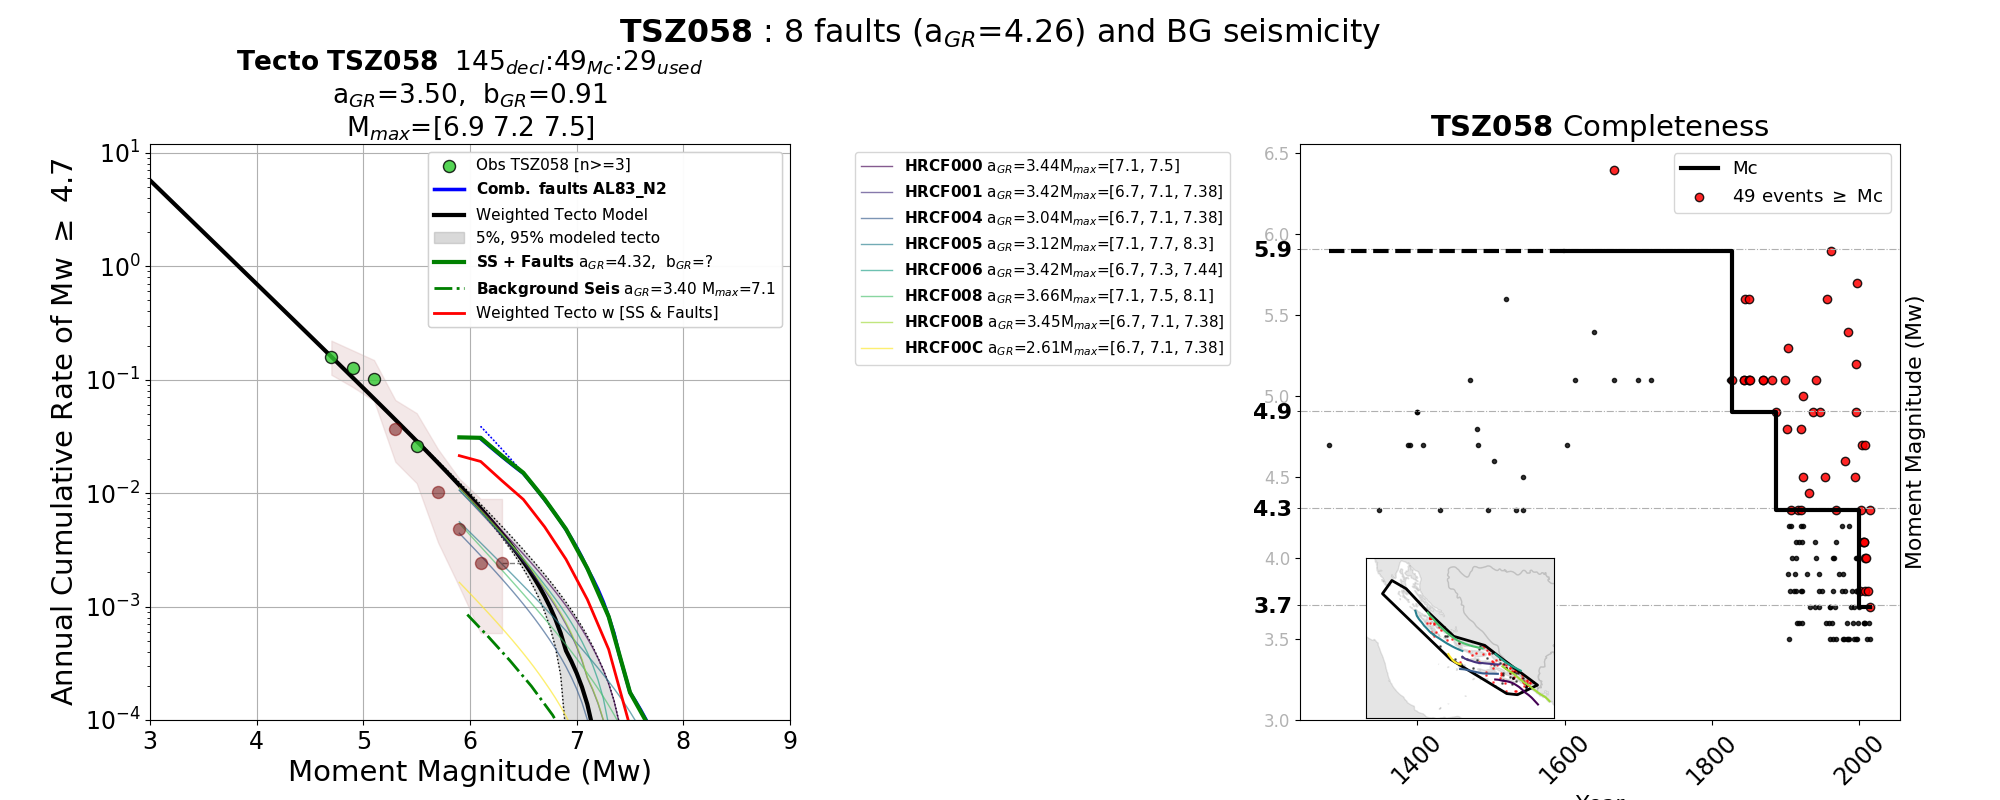 TSZ058 : 8 faults (aGR=4.26) and BG seismicity
Tecto TSZ058 145decl:49Mc:29used
aGR=3.50, bGR=0.91
Mmax=[6.9 7.2 7.5]
Annual Cumulative Rate of Mw ≥ 4.7
10^1
10^0
10^-1
10^-2
10^-3
10^-4
3 4 5 6 7 8 9
Moment Magnitude (Mw)
Obs TSZ058 [n>=3]
Comb. faults AL83_N2
Weighted Tecto Model
5%, 95% modeled tecto
SS + Faults aGR=4.32, bGR=?
Background Seis aGR=3.40 Mmax=7.1
Weighted Tecto w [SS & Faults]
HRCF000 aGR=3.44Mmax=[7.1, 7.5]
HRCF001 aGR=3.42Mmax=[6.7, 7.1, 7.38]
HRCF004 aGR=3.04Mmax=[6.7, 7.1, 7.38]
HRCF005 aGR=3.12Mmax=[7.1, 7.7, 8.3]
HRCF006 aGR=3.42Mmax=[6.7, 7.3, 7.44]
HRCF008 aGR=3.66Mmax=[7.1, 7.5, 8.1]
HRCF00B aGR=3.45Mmax=[6.7, 7.1, 7.38]
HRCF00C aGR=2.61Mmax=[6.7, 7.1, 7.38]
TSZ058 Completeness
Mc
49 events ≥ Mc
6.5
6.0
5.9
5.5
5.0
4.9
4.5
4.3
4.0
3.7
3.5
3.0
1400 1600 1800 2000
Year
Moment Magnitude (Mw)